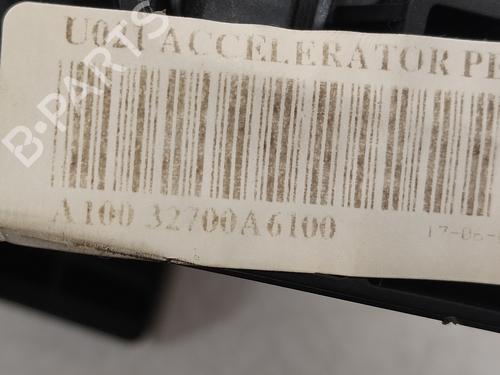 U021 ACCELERATOR PE
B-PARTS
A100 32700A6100
17-06-